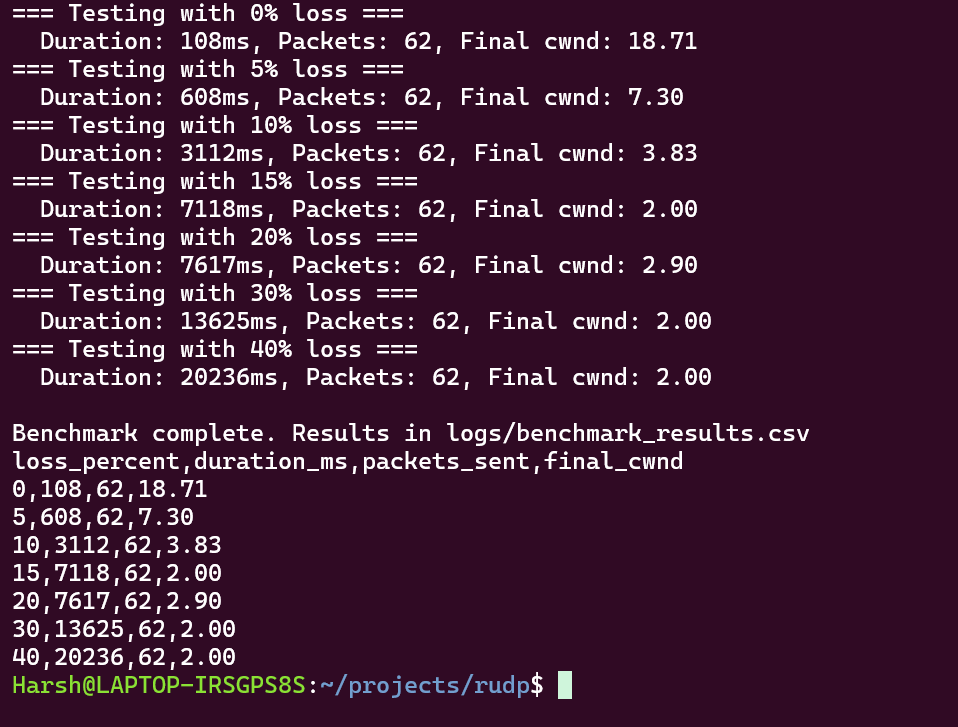 === Testing with 0% loss ===
  Duration: 108ms, Packets: 62, Final cwnd: 18.71
=== Testing with 5% loss ===
  Duration: 608ms, Packets: 62, Final cwnd: 7.30
=== Testing with 10% loss ===
  Duration: 3112ms, Packets: 62, Final cwnd: 3.83
=== Testing with 15% loss ===
  Duration: 7118ms, Packets: 62, Final cwnd: 2.00
=== Testing with 20% loss ===
  Duration: 7617ms, Packets: 62, Final cwnd: 2.90
=== Testing with 30% loss ===
  Duration: 13625ms, Packets: 62, Final cwnd: 2.00
=== Testing with 40% loss ===
  Duration: 20236ms, Packets: 62, Final cwnd: 2.00

Benchmark complete. Results in logs/benchmark_results.csv
loss_percent,duration_ms,packets_sent,final_cwnd
0,108,62,18.71
5,608,62,7.30
10,3112,62,3.83
15,7118,62,2.00
20,7617,62,2.90
30,13625,62,2.00
40,20236,62,2.00
Harsh@LAPTOP-IRSGPS8S:~/projects/rudp$